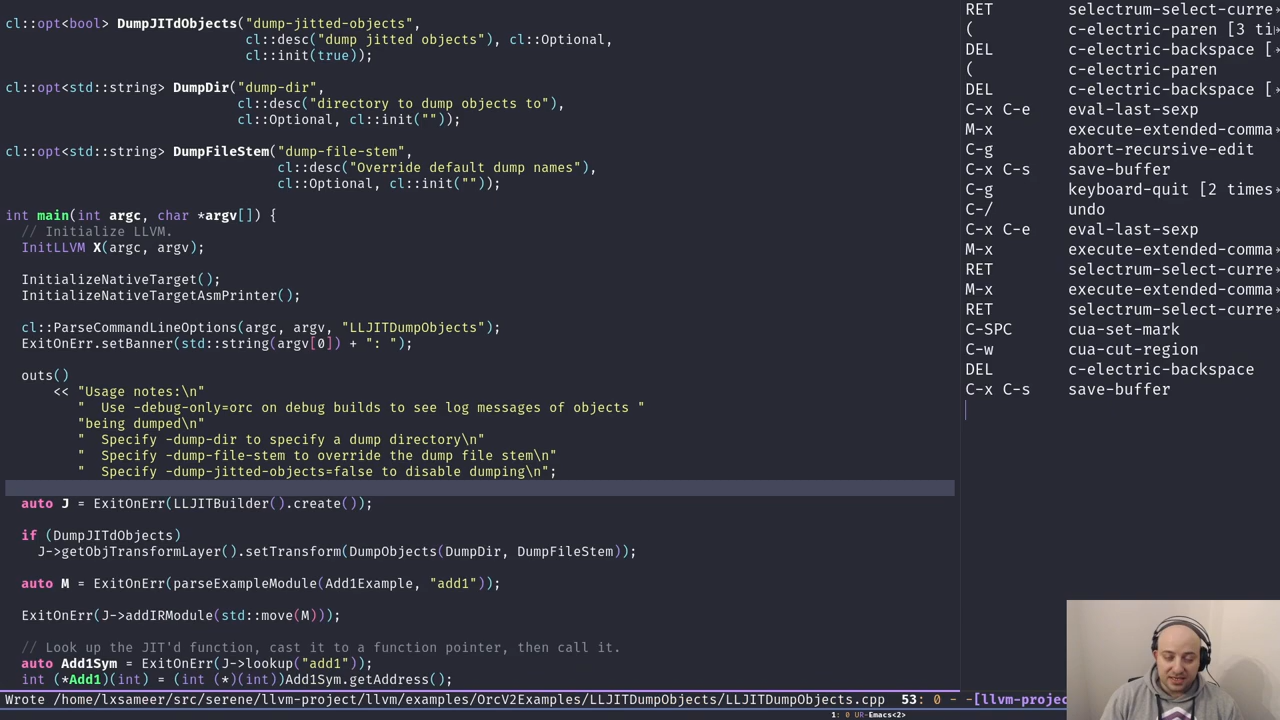 cl::opt<bool> DumpJITdObjects("dump-jitted-objects",
cl::desc("dump jitted objects"), cl::Optional,
cl::init(true));
cl::opt<std::string> DumpDir("dump-dir",
cl::desc("directory to dump objects to"),
cl::Optional, cl::init(""));
cl::opt<std::string> DumpFileStem("dump-file-stem",
cl::desc("Override default dump names"),
cl::Optional, cl::init(""));
int main(int argc, char *argv[]) {
// Initialize LLVM.
InitLLVM X(argc, argv);
InitializeNativeTarget();
InitializeNativeTargetAsmPrinter();
cl::ParseCommandLineOptions(argc, argv, "LLJITDumpObjects");
ExitOnErr.setBanner(std::string(argv[0]) + ": ");
outs()
<< "Usage notes:\n"
"  Use -debug-only=orc on debug builds to see log messages of objects "
"being dumped\n"
"  Specify -dump-dir to specify a dump directory\n"
"  Specify -dump-file-stem to override the dump file stem\n"
"  Specify -dump-jitted-objects=false to disable dumping\n";
auto J = ExitOnErr(LLJITBuilder().create());
if (DumpJITdObjects)
J->getObjTransformLayer().setTransform(DumpObjects(DumpDir, DumpFileStem));
auto M = ExitOnErr(parseExampleModule(Add1Example, "add1"));
ExitOnErr(J->addIRModule(std::move(M)));
// Look up the JIT'd function, cast it to a function pointer, then call it.
auto Add1Sym = ExitOnErr(J->lookup("add1"));
int (*Add1)(int) = (int (*)(int))Add1Sym.getAddress();
Wrote /home/lxsameer/src/serene/llvm-project/llvm/examples/OrcV2Examples/LLJITDumpObjects/LLJITDumpObjects.cpp  53: 0 - -[llvm-projec
1: 0 UR-Emacs<2>
RET selectrum-select-curre
( c-electric-paren [3 ti
DEL c-electric-backspace [
( c-electric-paren
DEL c-electric-backspace [
C-x C-e eval-last-sexp
M-x execute-extended-comma
C-g abort-recursive-edit
C-x C-s save-buffer
C-g keyboard-quit [2 times
C-/ undo
C-x C-e eval-last-sexp
M-x execute-extended-comma
RET selectrum-select-curre
M-x execute-extended-comma
RET selectrum-select-curre
C-SPC cua-set-mark
C-w cua-cut-region
DEL c-electric-backspace
C-x C-s save-buffer